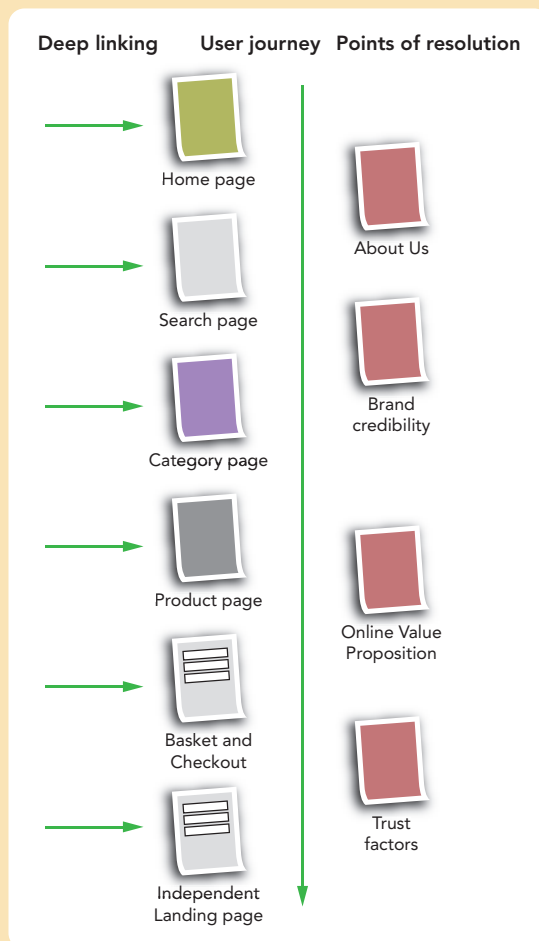 Deep linking
User journey
Points of resolution
Home page
About Us
Search page
Brand
credibility
Category page
Product page
Online Value
Proposition
Basket and
Checkout
Trust
factors
Independent
Landing page